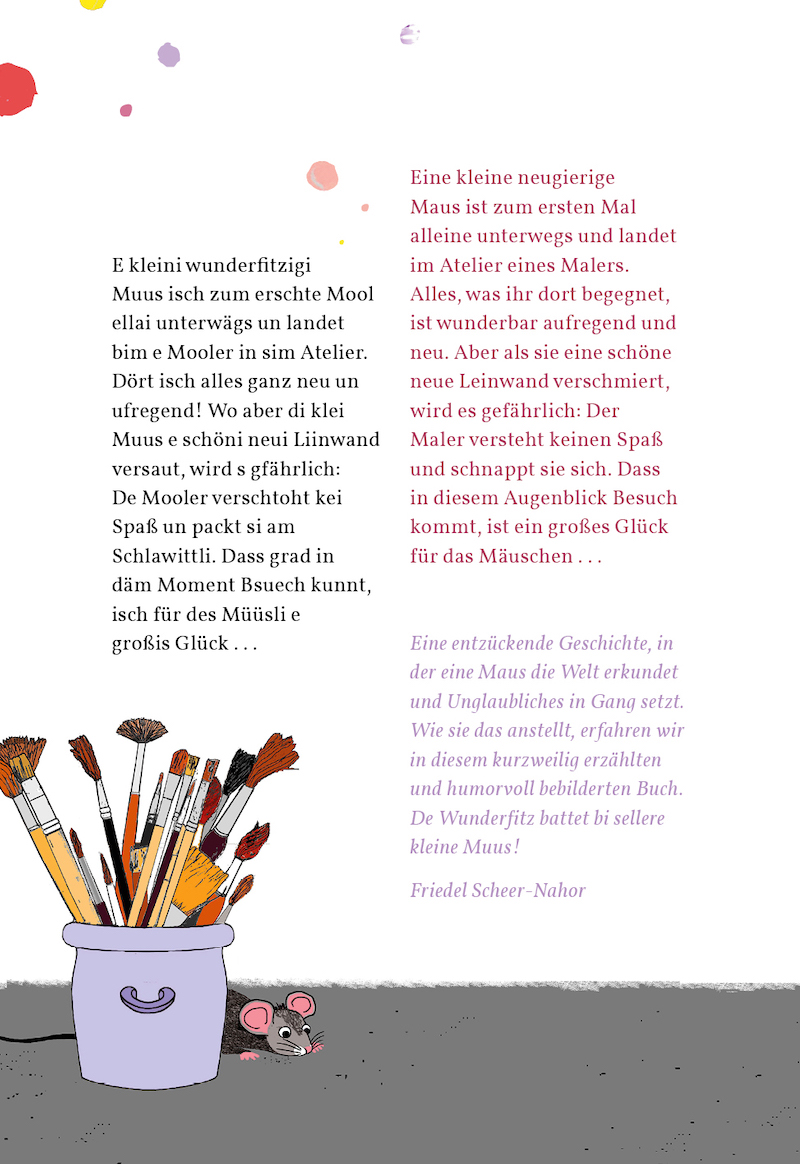 E kleini wunderfitzigi
Muus isch zum erschte Mool
ellai unterwägs un landet
bim e Mooler in sim Atelier.
Dört isch alles ganz neu un
ufregend! Wo aber di klei
Muus e schöni neui Liinwand
versaut, wird s gfährlich:
De Mooler verschtoht kei
Spaß un packt si am
Schlawittli. Dass grad in
däm Moment Bsuech kunnt,
isch für des Müüsli e
großis Glück . . .
Eine kleine neugierige
Maus ist zum ersten Mal
alleine unterwegs und landet
im Atelier eines Malers.
Alles, was ihr dort begegnet,
ist wunderbar aufregend und
neu. Aber als sie eine schöne
neue Leinwand verschmiert,
wird es gefährlich: Der
Maler versteht keinen Spaß
und schnappt sie sich. Dass
in diesem Augenblick Besuch
kommt, ist ein großes Glück
für das Mäuschen . . .
Eine entzückende Geschichte, in
der eine Maus die Welt erkundet
und Unglaubliches in Gang setzt.
Wie sie das anstellt, erfahren wir
in diesem kurzweilig erzählten
und humorvoll bebilderten Buch.
De Wunderfitz battet bi sellere
kleine Muus!
Friedel Scheer-Nahor